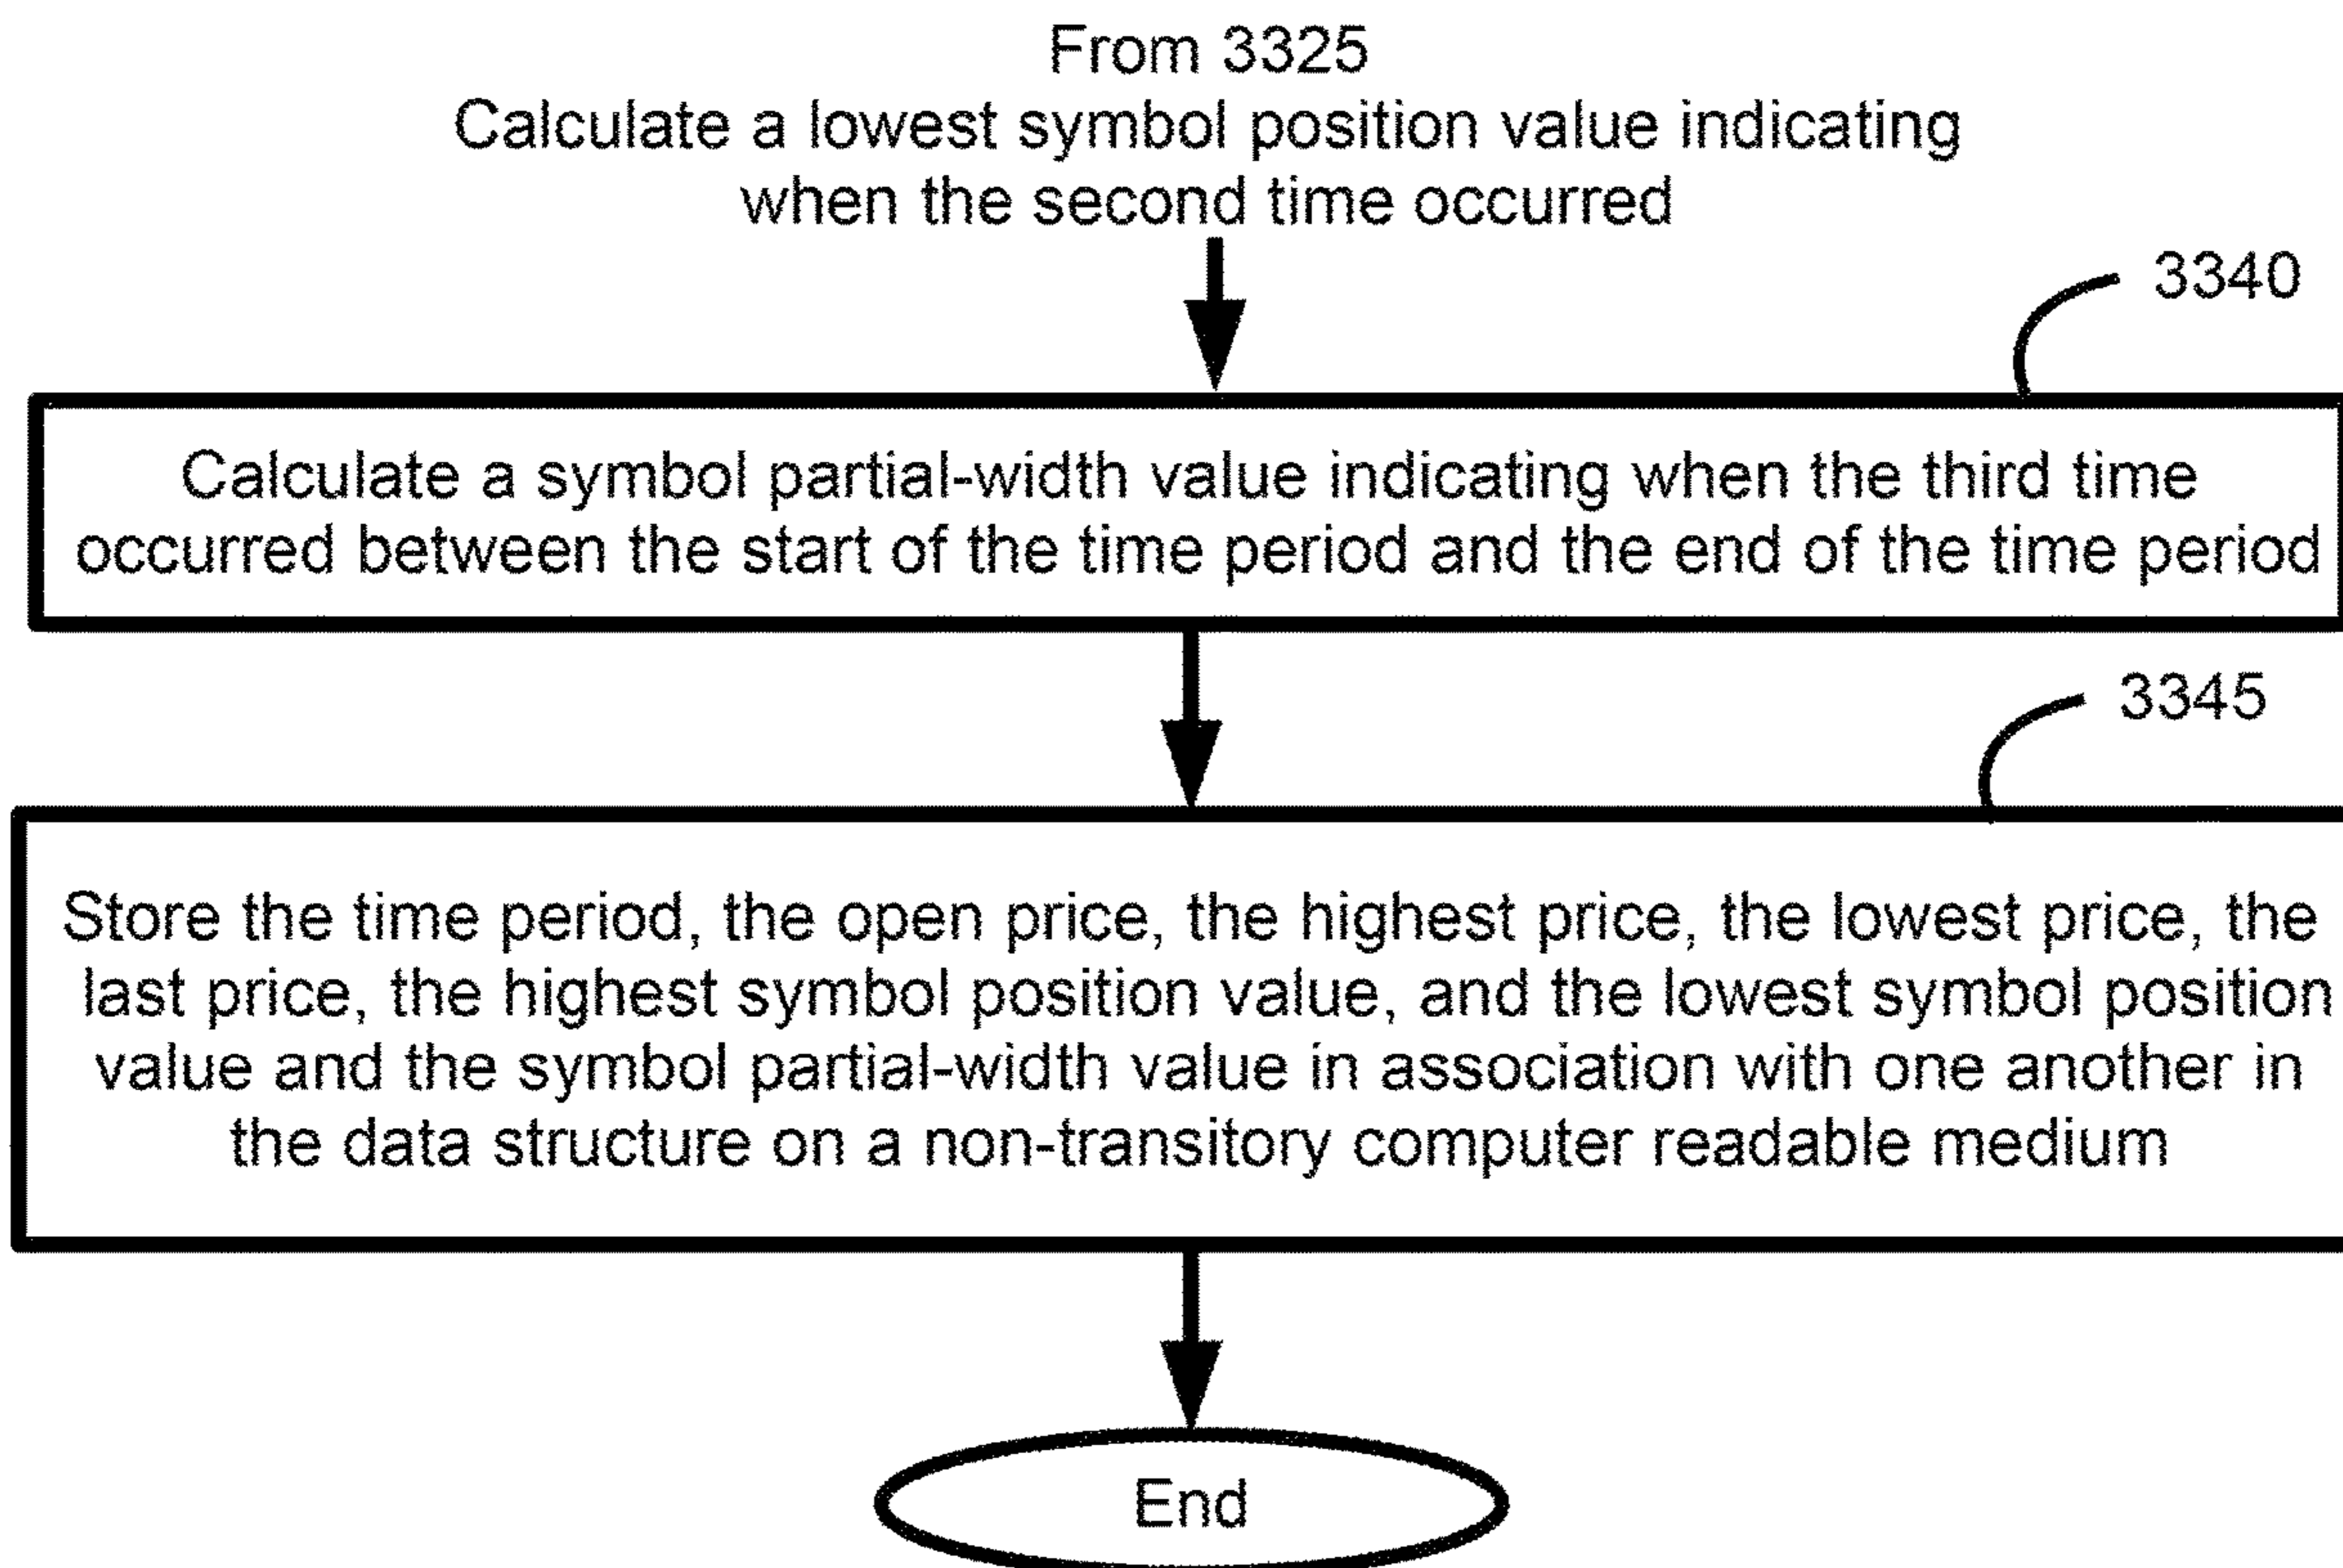 From 3325
Calculate a lowest symbol position value indicating
when the second time occurred
3340
Calculate a symbol partial-width value indicating when the third time
occurred between the start of the time period and the end of the time period
3345
Store the time period, the open price, the highest price, the lowest price, the
last price, the highest symbol position value, and the lowest symbol position
value and the symbol partial-width value in association with one another in
the data structure on a non-transitory computer readable medium
End